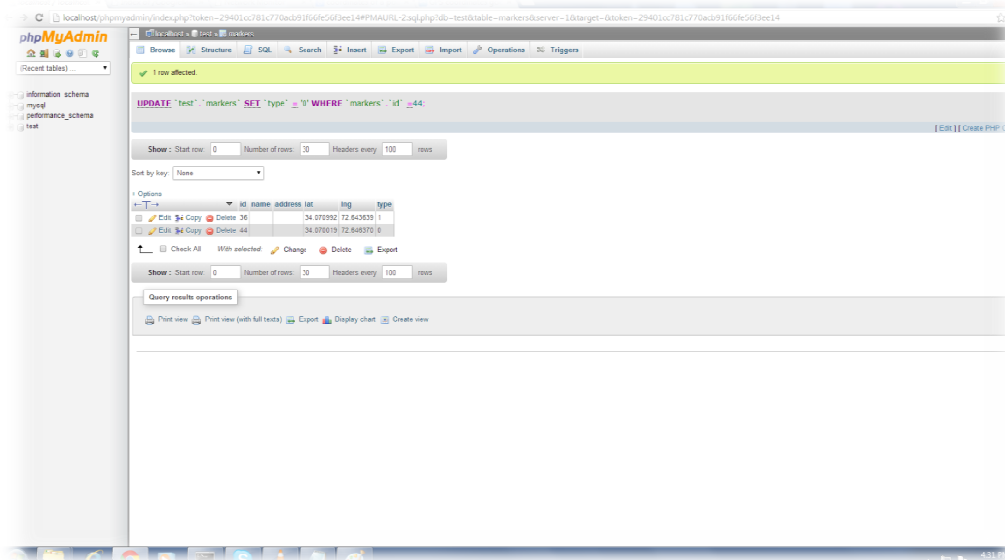 localhost/phpmyadmin/index.php?token=29401cc781c770acb91f66fe56f3ee14#PMAURL-2:sql.php?db=test&table=markers&server=1&target=&token=29401cc781c770acb91f66fe56f3ee14
phpMyAdmin
(Recent tables) ...
information_schema
mysql
performance_schema
test
localhost » test » markers
Browse Structure SQL Search Insert Export Import Operations Triggers
1 row affected.
UPDATE `test`.`markers` SET `type` = '0' WHERE `markers`.`id` =44;
[ Edit ] [ Create PHP
Show : Start row: 0 Number of rows: 30 Headers every 100 rows
Sort by key: None
+ Options
←T→ id name address lat lng type
Edit Copy Delete 36 34.070992 72.643639 1
Edit Copy Delete 44 34.070019 72.646370 0
Check All With selected: Change Delete Export
Show : Start row: 0 Number of rows: 30 Headers every 100 rows
Query results operations
Print view Print view (with full texts) Export Display chart Create view